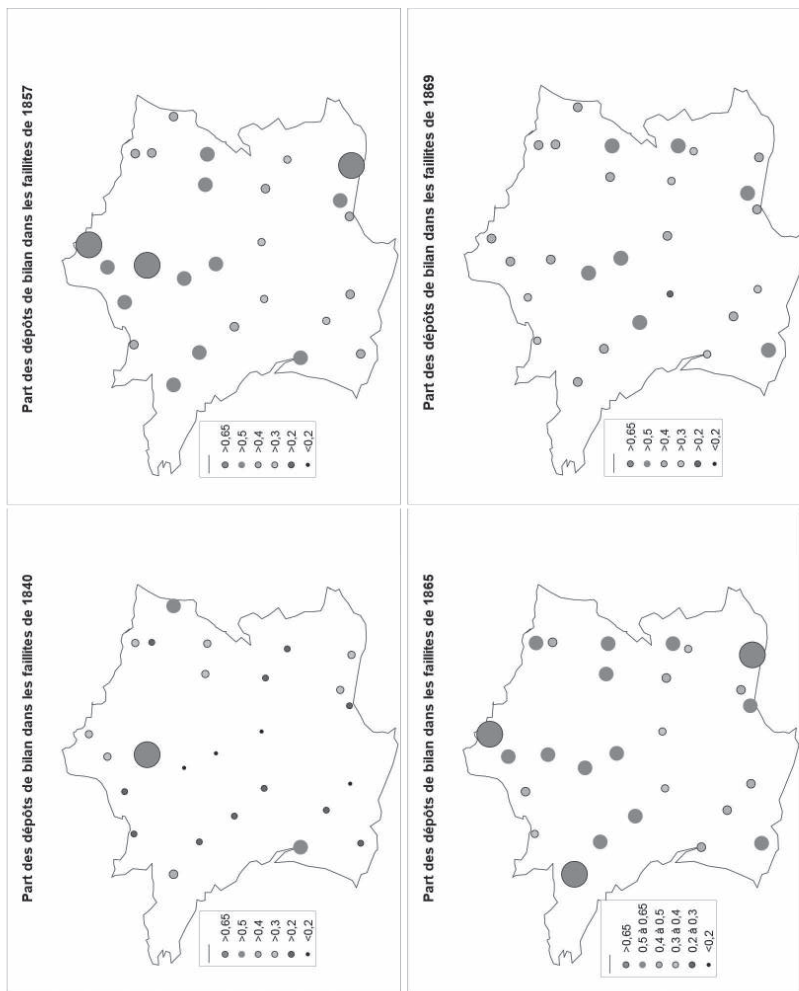 Part des dépôts de bilan dans les faillites de 1840
>0,65
>0,5
>0,4
>0,3
>0,2
<0,2
Part des dépôts de bilan dans les faillites de 1857
>0,65
>0,5
>0,4
>0,3
>0,2
<0,2
Part des dépôts de bilan dans les faillites de 1865
>0,65
0,5 à 0,65
0,4 à 0,5
0,3 à 0,4
0,2 à 0,3
<0,2
Part des dépôts de bilan dans les faillites de 1869
>0,65
>0,5
>0,4
>0,3
>0,2
<0,2